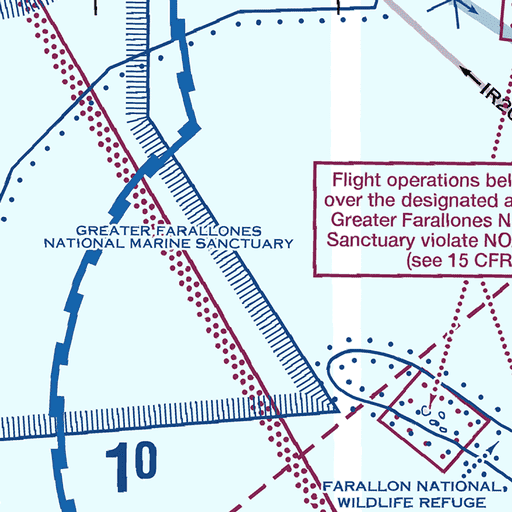 IR20
Flight operations bel
over the designated a
Greater Farallones N
Sanctuary violate NO
(see 15 CFR
GREATER FARALLONES
NATIONAL MARINE SANCTUARY
10
FARALLON NATIONAL
WILDLIFE REFUGE